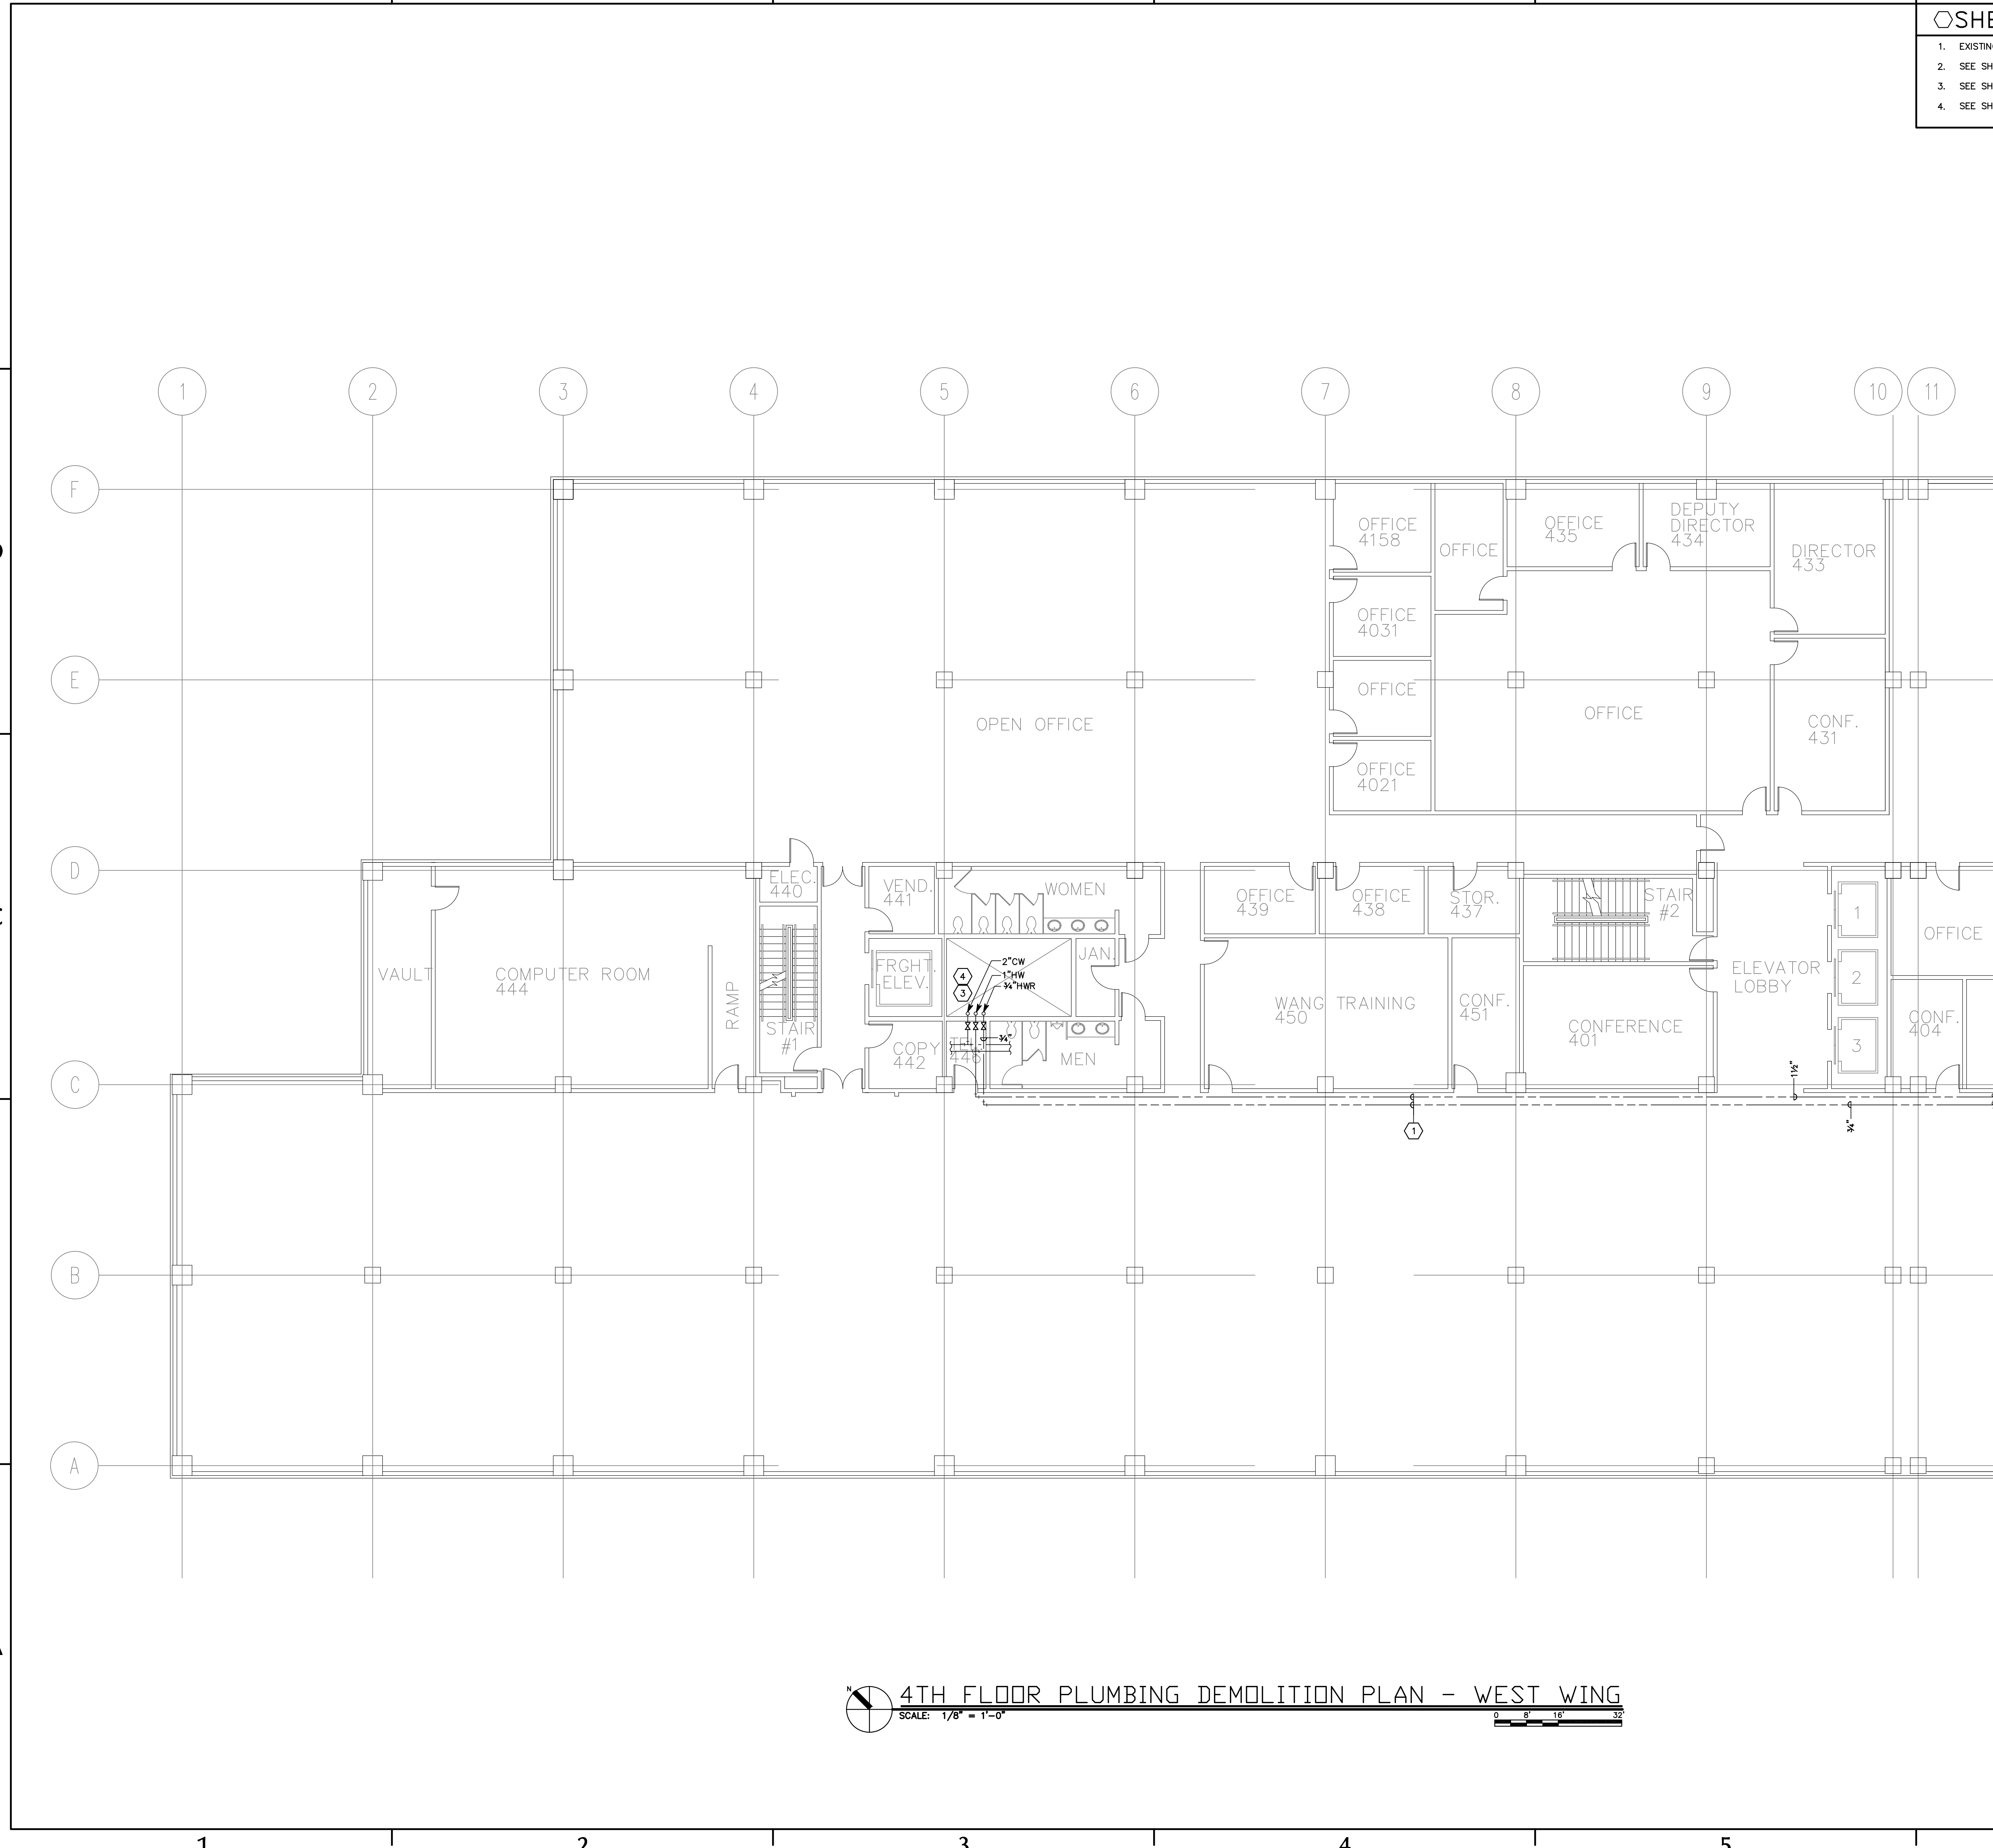 SHE
1. EXISTING
2. SEE SH
3. SEE SH
4. SEE SH
1
2
3
4
5
6
7
8
9
10
11
F
E
D
C
B
A
OFFICE
4158
OFFICE
OFFICE
435
DEPUTY
DIRECTOR
434
DIRECTOR
433
OFFICE
4031
OFFICE
OPEN OFFICE
OFFICE
CONF.
431
OFFICE
4021
ELEC.
440
VEND.
441
WOMEN
OFFICE
439
OFFICE
438
STOR.
437
STAIR
#2
1
OFFICE
VAULT
COMPUTER ROOM
444
RAMP
FRGHT.
ELEV.
JAN.
4
3
2"CW
1"HW
¾"HWR
ELEVATOR
LOBBY
2
WANG TRAINING
450
CONF.
451
CONFERENCE
401
CONF.
404
STAIR
#1
COPY
442
TEL.
446
¾"
MEN
3
1½"
¾"
1
N
4TH FLOOR PLUMBING DEMOLITION PLAN - WEST WING
SCALE: 1/8" = 1'-0"
0 8' 16' 32'
1
2
3
4
5